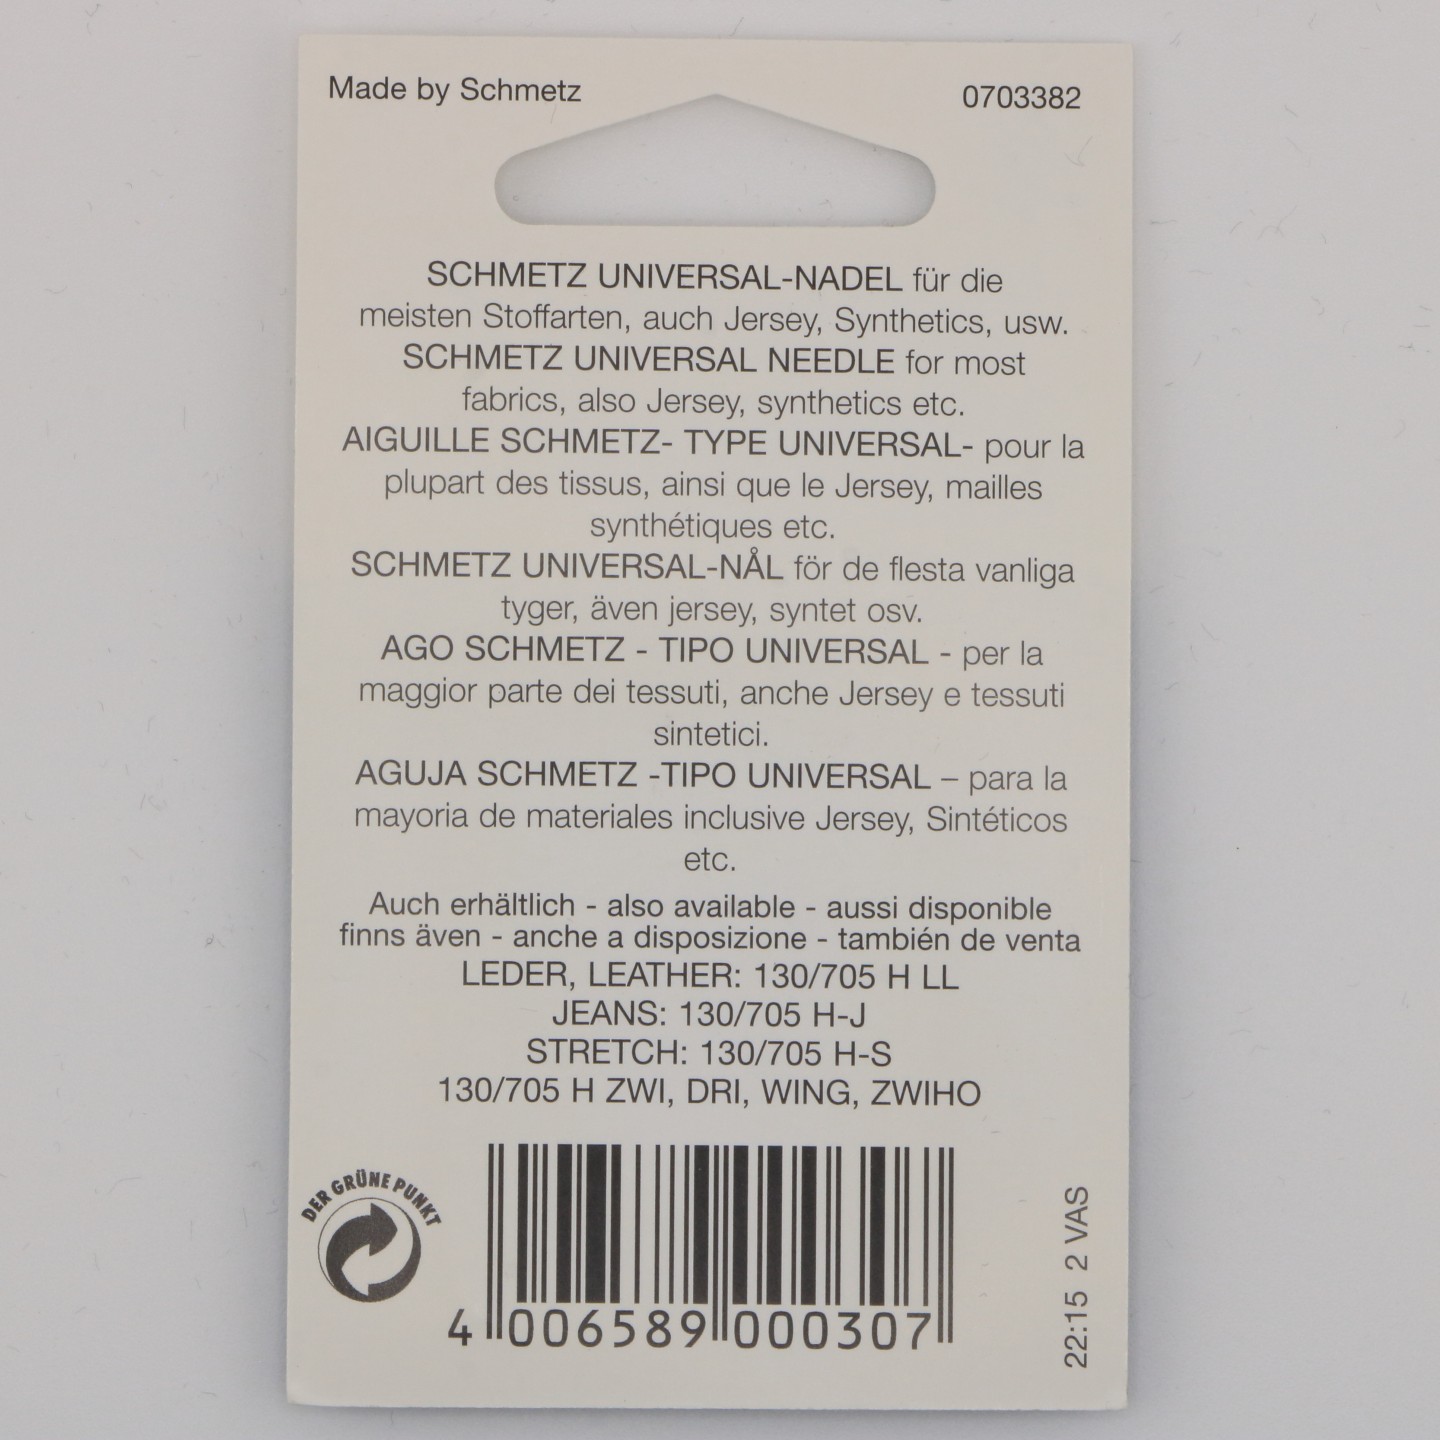 Made by Schmetz
0703382
SCHMETZ UNIVERSAL-NADEL für die
meisten Stoffarten, auch Jersey, Synthetics, usw.
SCHMETZ UNIVERSAL NEEDLE for most
fabrics, also Jersey, synthetics etc.
AIGUILLE SCHMETZ- TYPE UNIVERSAL- pour la
plupart des tissus, ainsi que le Jersey, mailles
synthétiques etc.
SCHMETZ UNIVERSAL-NÅL för de flesta vanliga
tyger, även jersey, syntet osv.
AGO SCHMETZ - TIPO UNIVERSAL - per la
maggior parte dei tessuti, anche Jersey e tessuti
sintetici.
AGUJA SCHMETZ -TIPO UNIVERSAL – para la
mayoria de materiales inclusive Jersey, Sintéticos
etc.
Auch erhältlich - also available - aussi disponible
finns även - anche a disposizione - también de venta
LEDER, LEATHER: 130/705 H LL
JEANS: 130/705 H-J
STRETCH: 130/705 H-S
130/705 H ZWI, DRI, WING, ZWIHO
DER GRÜNE PUNKT
4 006589 000307
22:15 2 VAS